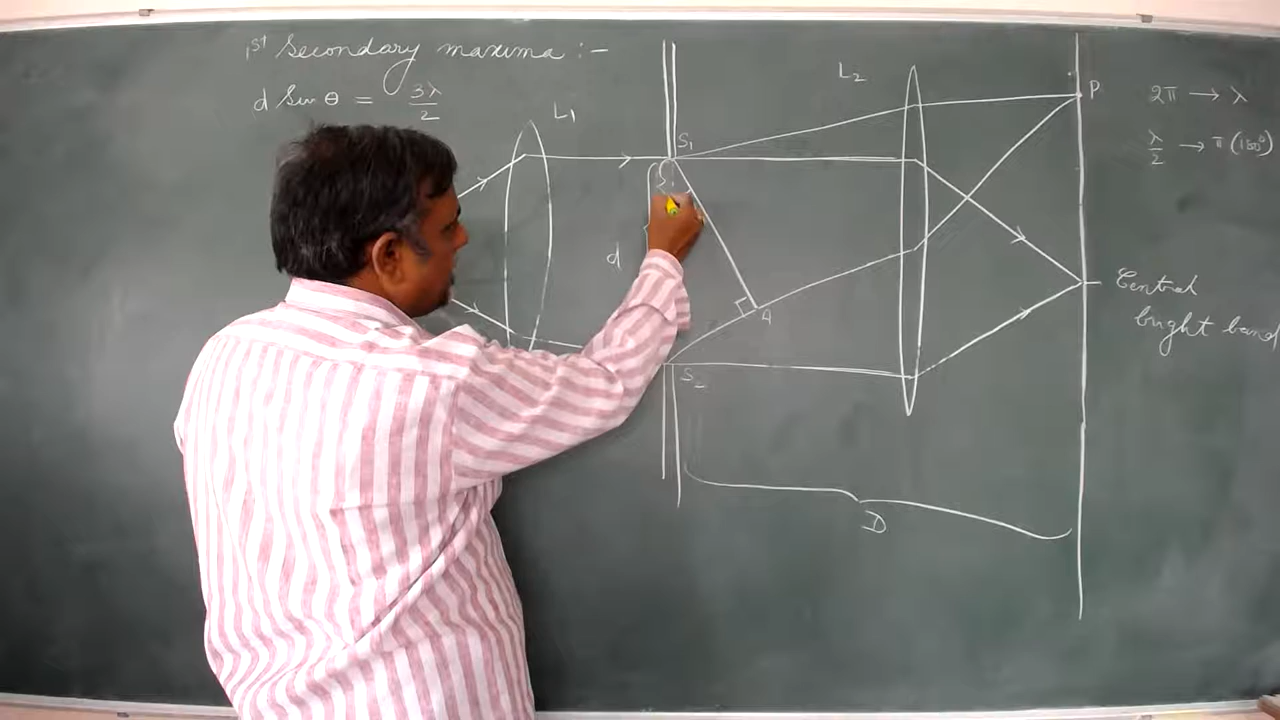 1st Secondary maxima :-
d Sin θ = 3λ/2
L1
S1
L2
P
2π → λ
λ/2 → π (180°)
d
A
Central
bright band
S2
D